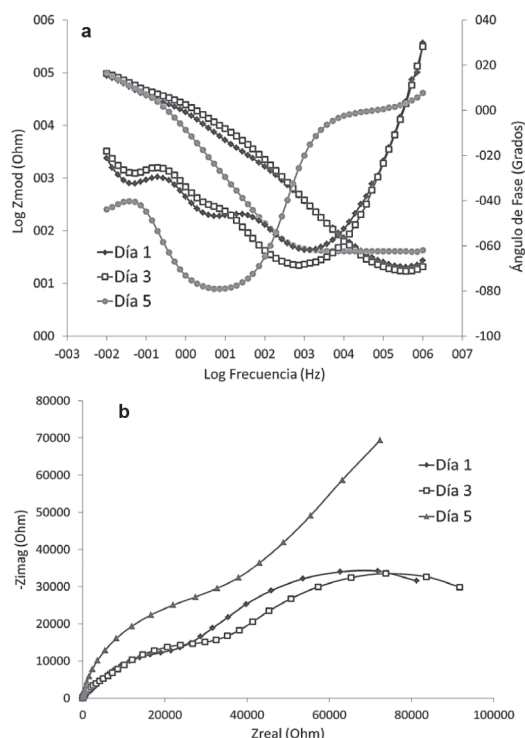 a
006
005
004
003
002
001
000
Log Zmod (Ohm)
040
020
000
-020
-040
-060
-080
-100
Ángulo de Fase (Grados)
Día 1
Día 3
Día 5
-003 -002 -001 000 001 002 003 004 005 006 007
Log Frecuencia (Hz)
b
80000
70000
60000
50000
40000
30000
20000
10000
0
-Zimag (Ohm)
Día 1
Día 3
Día 5
0 20000 40000 60000 80000 100000
Zreal (Ohm)